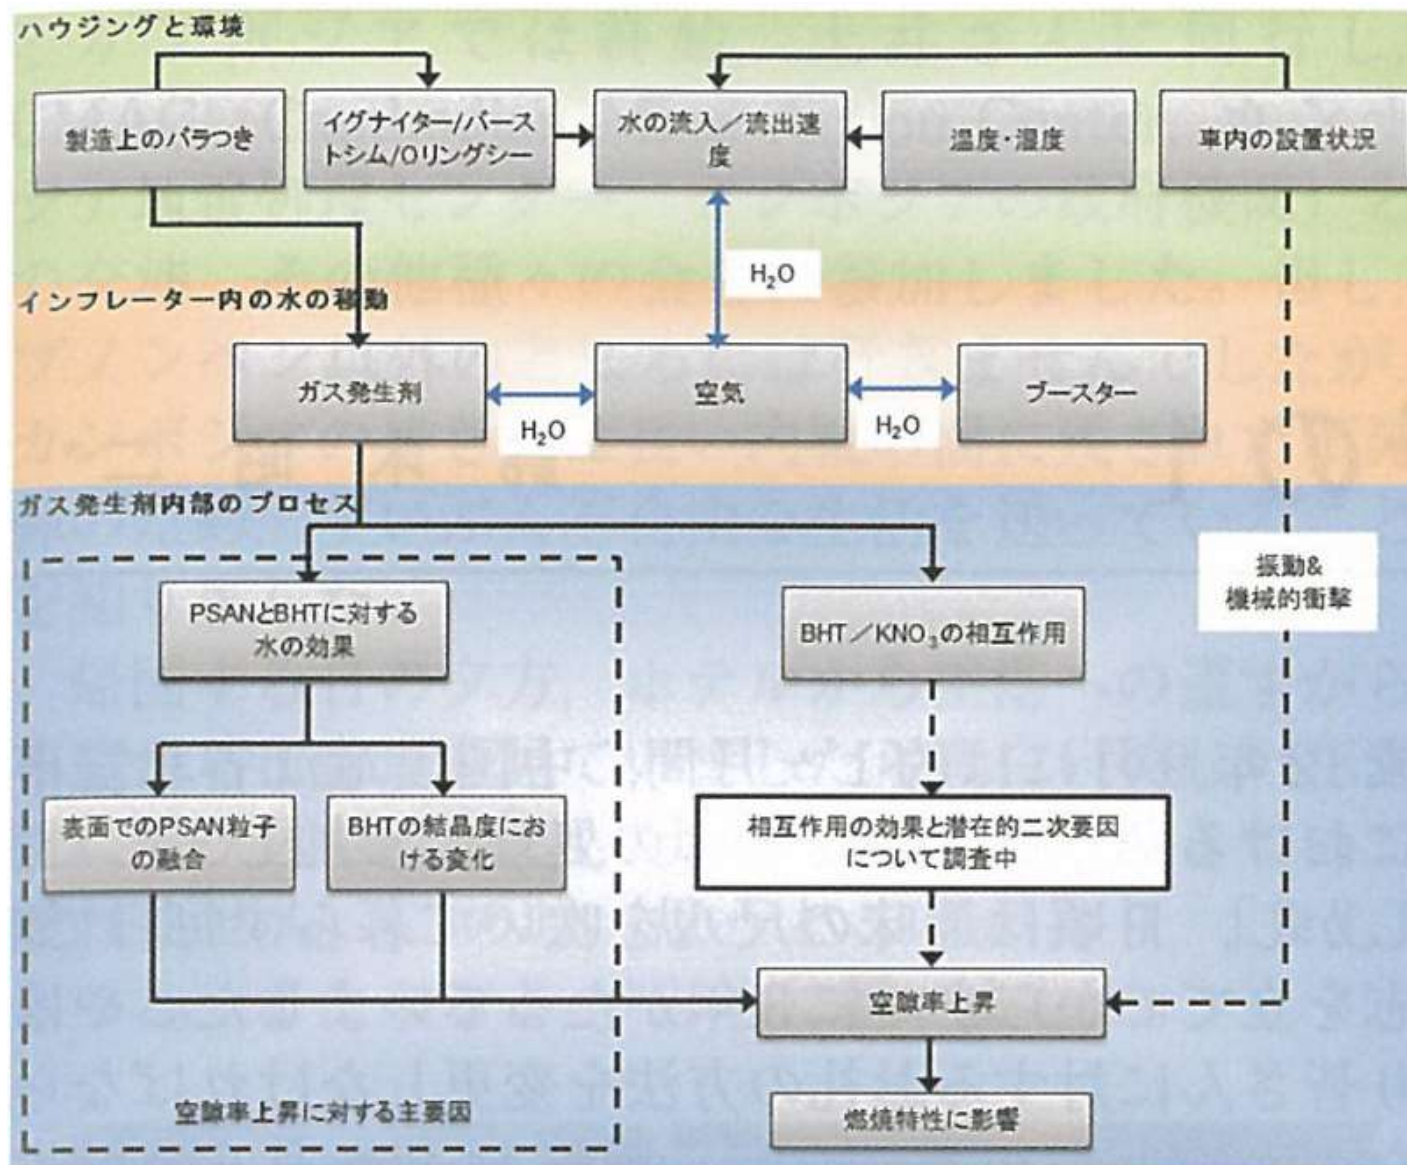 ハウジングと環境
製造上のバラつき
イグナイター/バース
トシム/Oリングシー
水の流入／流出速
度
温度・湿度
車内の設置状況
H₂O
インフレーター内の水の移動
ガス発生剤
H₂O
空気
H₂O
ブースター
ガス発生剤内部のプロセス
振動&
機械的衝撃
PSANとBHTに対する
水の効果
BHT／KNO₃の相互作用
表面でのPSAN粒子
の融合
BHTの結晶度にお
ける変化
相互作用の効果と潜在的二次要因
について調査中
空隙率上昇
空隙率上昇に対する主要因
燃焼特性に影響